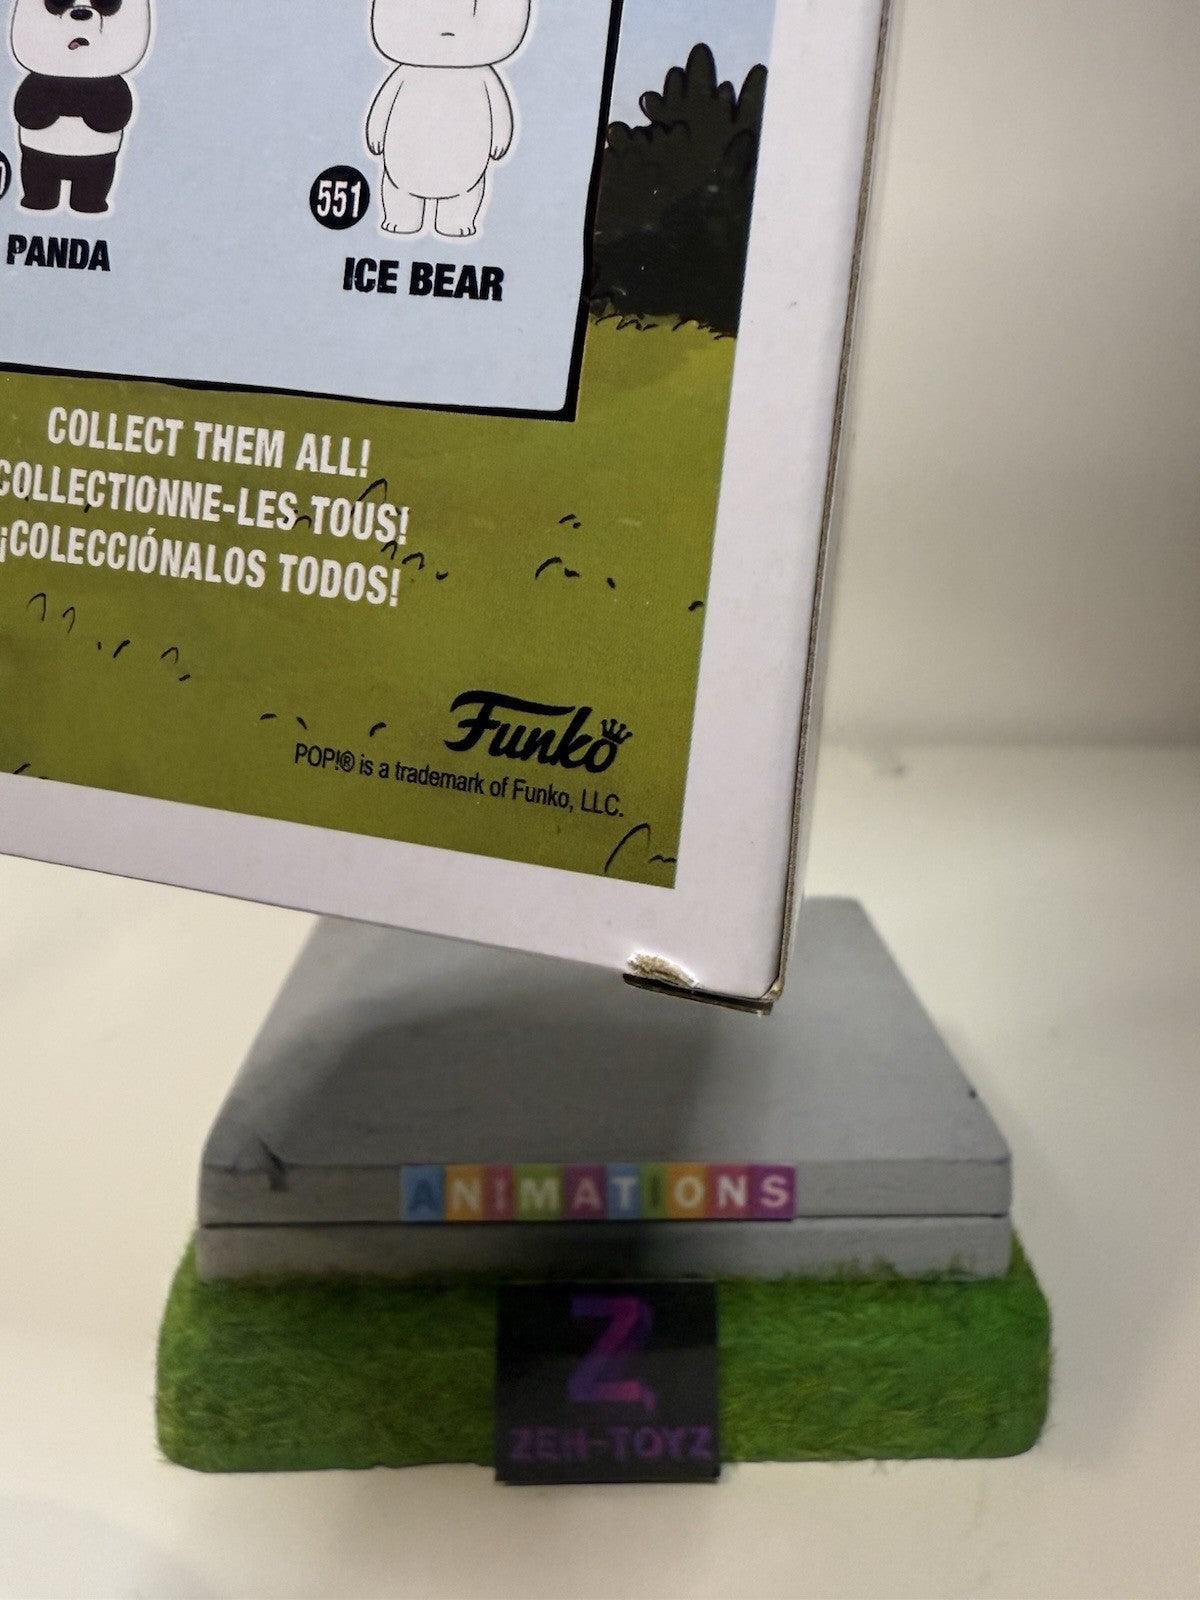 551
PANDA
ICE BEAR
COLLECT THEM ALL!
COLLECTIONNE-LES TOUS!
¡COLECCIÓNALOS TODOS!
Funko
POP!® is a trademark of Funko, LLC.
ANIMATIONS
Z
ZEH-TOYZ